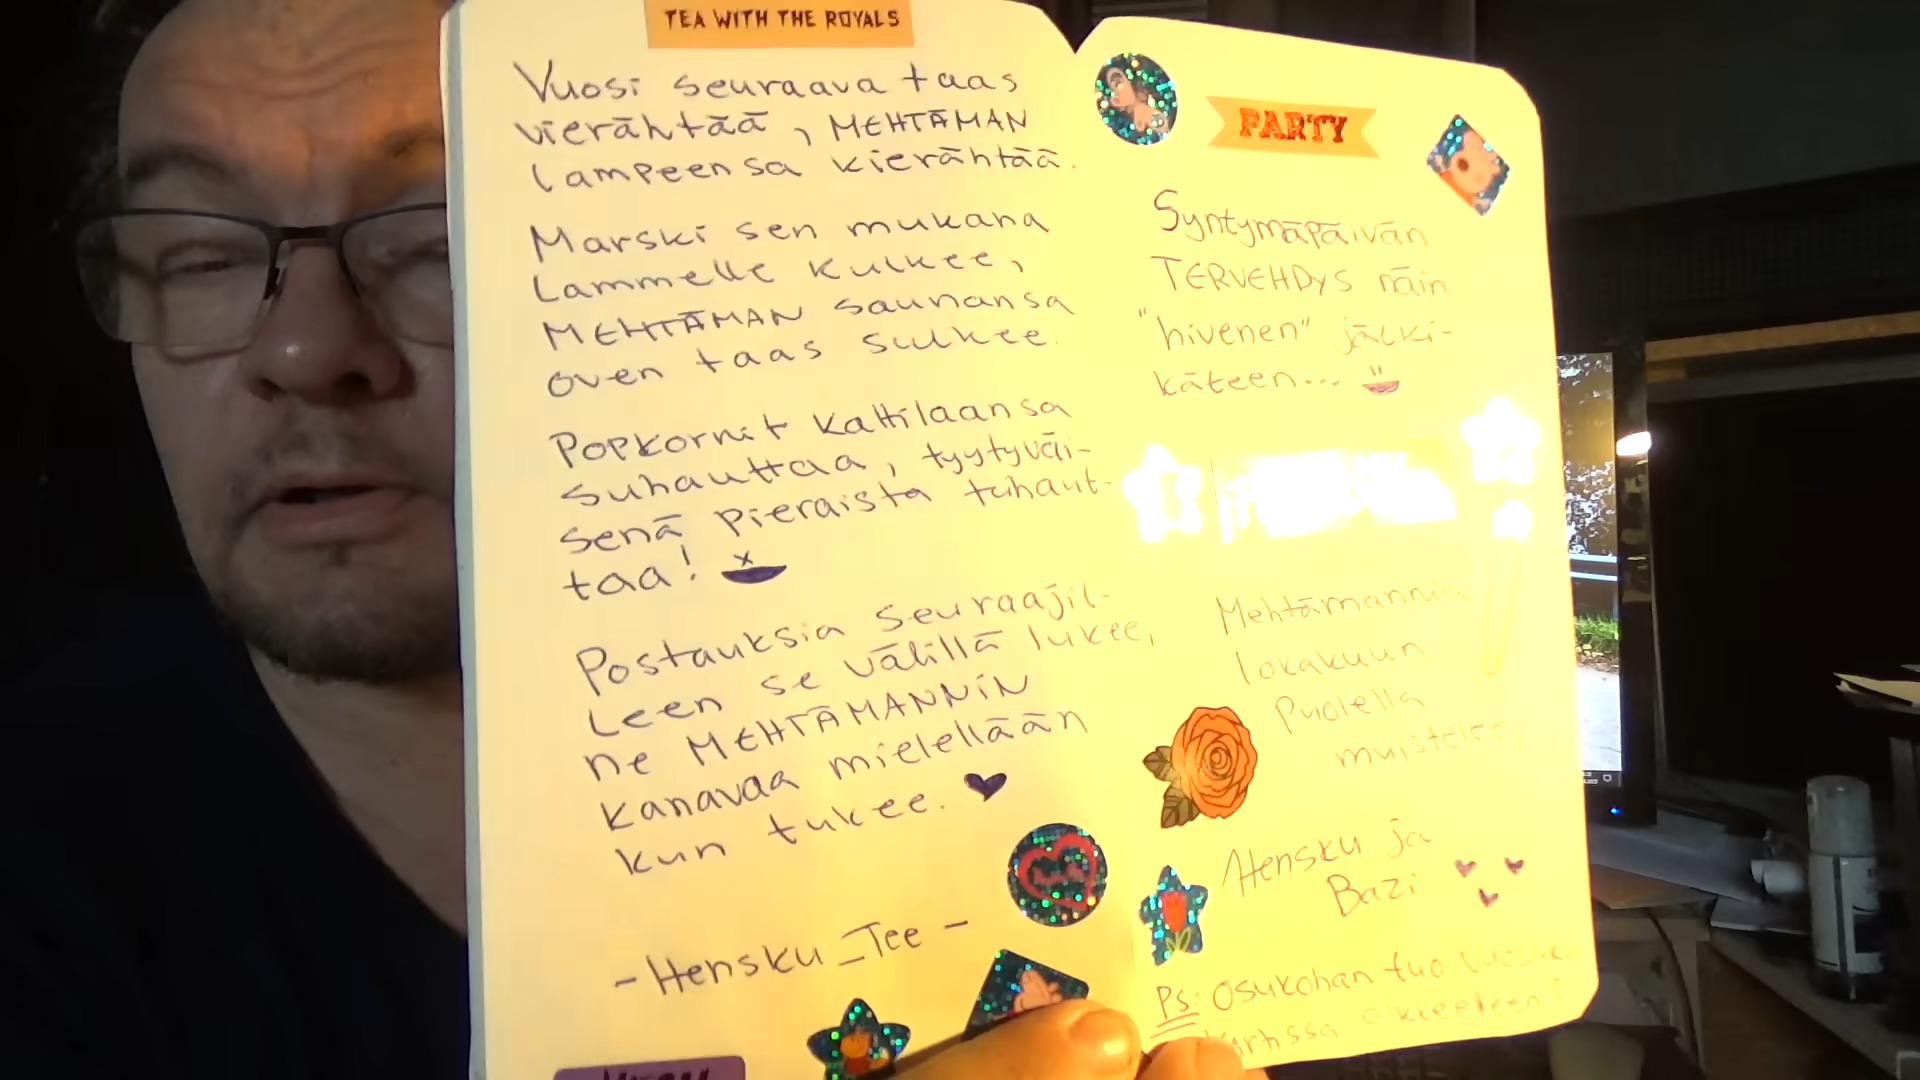 TEA WITH THE ROYALS
Vuosi seuraava taas
vierähtää, MEHTÄMAN
lampeensa kierähtää.
Marski sen mukana
Lammelle kulkee,
MEHTÄMAN saunansa
oven taas sulkee.
Popkornit kattilaansa
suhauttaa, tyytyväi-
senä pieraista tuhaut-
taa!
Postauksia seuraajil-
leen se välillä lukee,
ne MEHTÄMANNIN
kanavaa mielellään
kun tukee.
-Hensku_Tee-
PARTY
Syntymäpäivän
TERVEHDYS näin
"hivenen" jälki-
käteen...
Mehtämannia
lokakuun
puolella
muistelee,
Hensku ja
Bazi
Ps: Osukohan tuo
oikkeeleen?